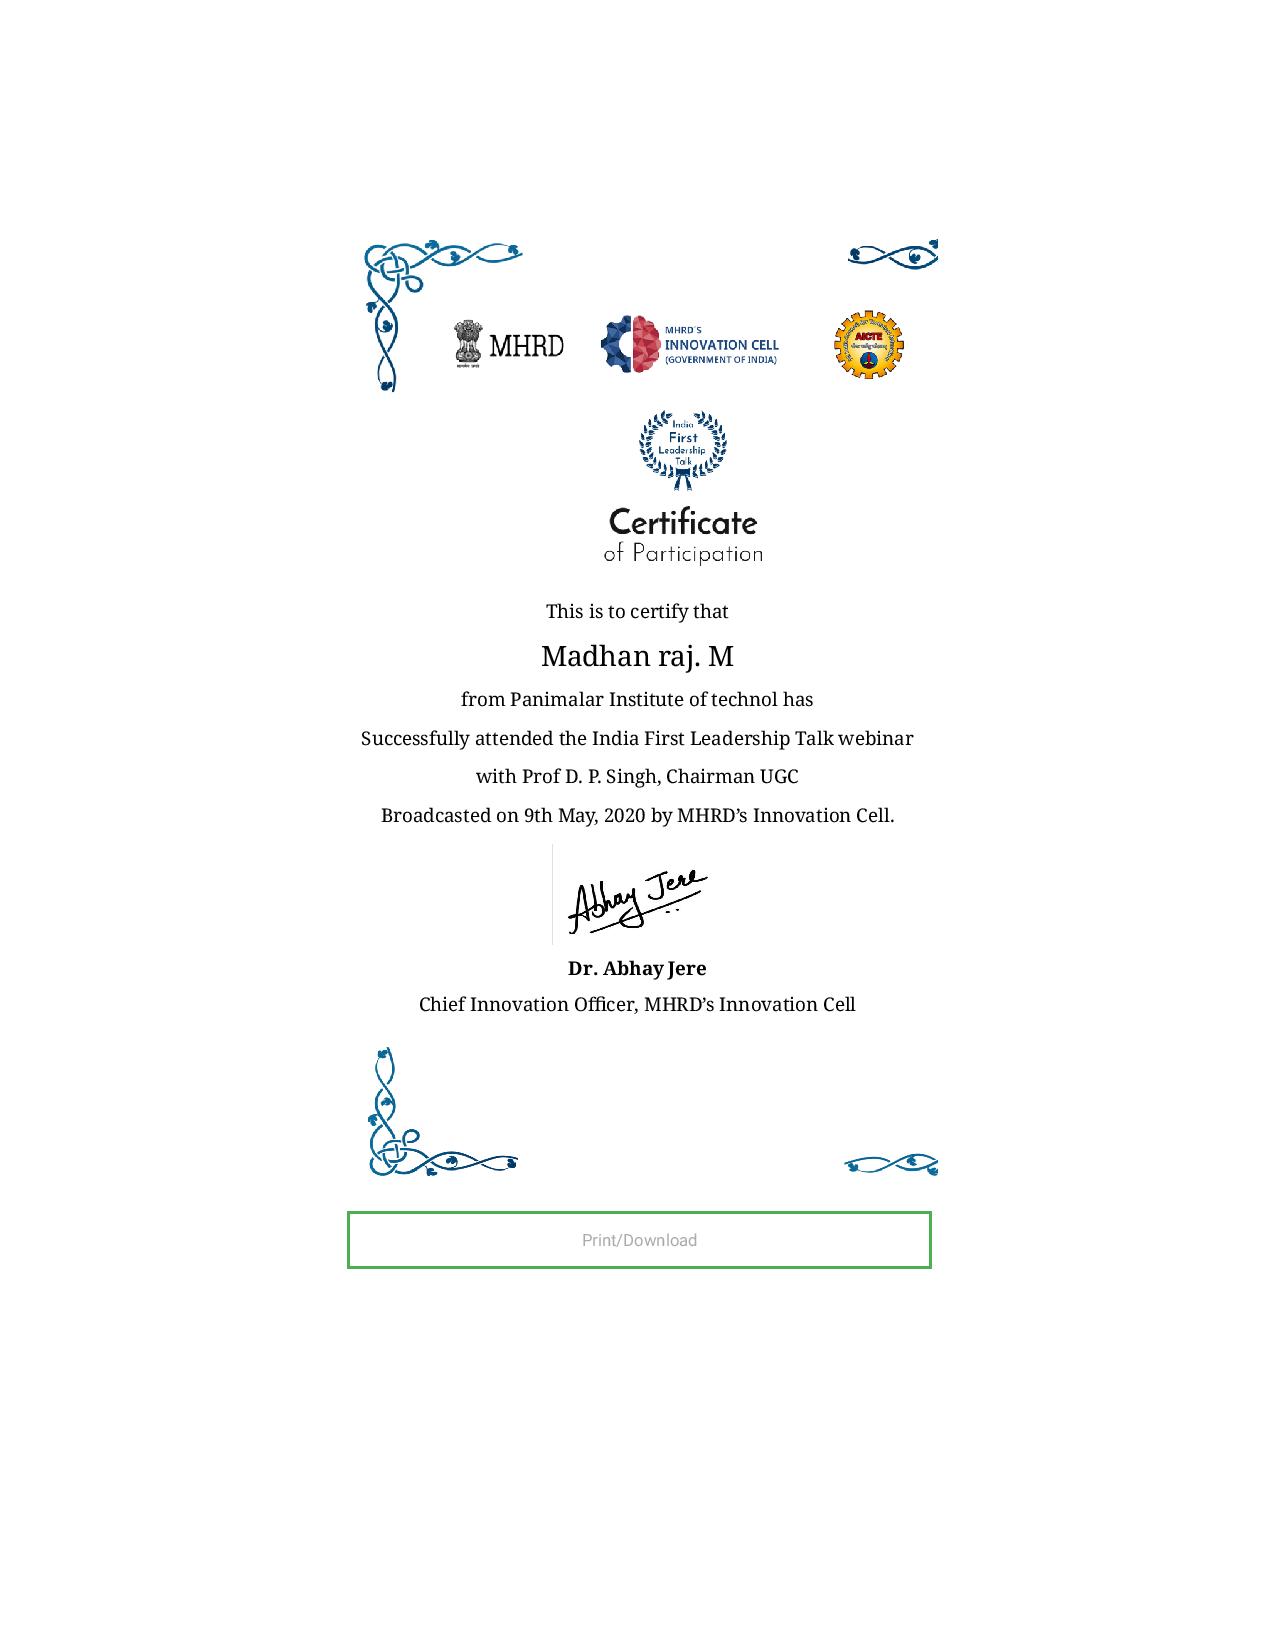 MHRD
MHRD'S
INNOVATION CELL
(GOVERNMENT OF INDIA)
AICTE
India
First
Leadership
Talk
Certificate
of Participation
This is to certify that
Madhan raj. M
from Panimalar Institute of technol has
Successfully attended the India First Leadership Talk webinar
with Prof D. P. Singh, Chairman UGC
Broadcasted on 9th May, 2020 by MHRD’s Innovation Cell.
Abhay Jere
Dr. Abhay Jere
Chief Innovation Officer, MHRD’s Innovation Cell
Print/Download